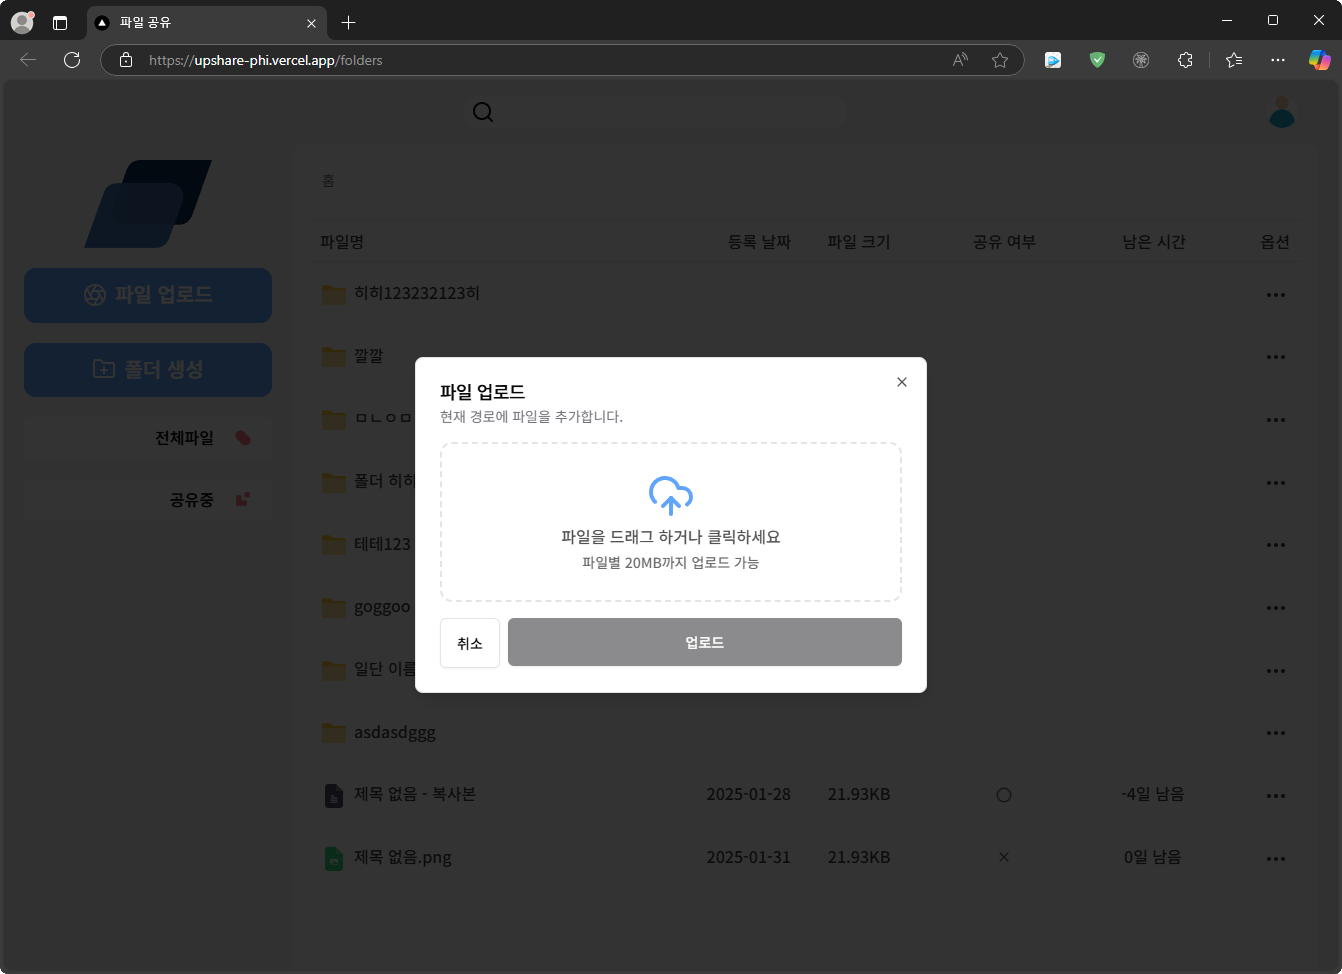 파일 공유
https://upshare-phi.vercel.app/folders
홈
파일명 등록 날짜 파일 크기 공유 여부 남은 시간 옵션
파일 업로드
폴더 생성
전체파일
공유중
히히123232123히
깔깔
ㅁㄴㅇㅁ
폴더 히히
테테123
goggoo
일단 이름
asdasdggg
제목 없음 - 복사본 2025-01-28 21.93KB -4일 남음
제목 없음.png 2025-01-31 21.93KB 0일 남음
파일 업로드
현재 경로에 파일을 추가합니다.
파일을 드래그 하거나 클릭하세요
파일별 20MB까지 업로드 가능
취소 업로드